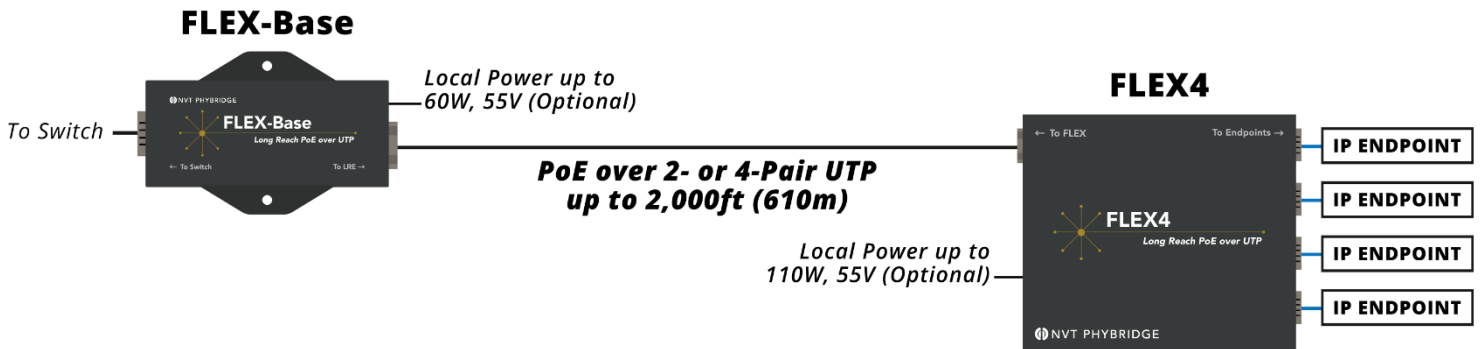 FLEX-Base
NVT PHYBRIDGE
FLEX-Base
Long Reach PoE over UTP
← To Switch
To LRE →
To Switch
Local Power up to
60W, 55V (Optional)
PoE over 2- or 4-Pair UTP
up to 2,000ft (610m)
Local Power up to
110W, 55V (Optional)
FLEX4
← To FLEX
To Endpoints →
FLEX4
Long Reach PoE over UTP
NVT PHYBRIDGE
IP ENDPOINT
IP ENDPOINT
IP ENDPOINT
IP ENDPOINT